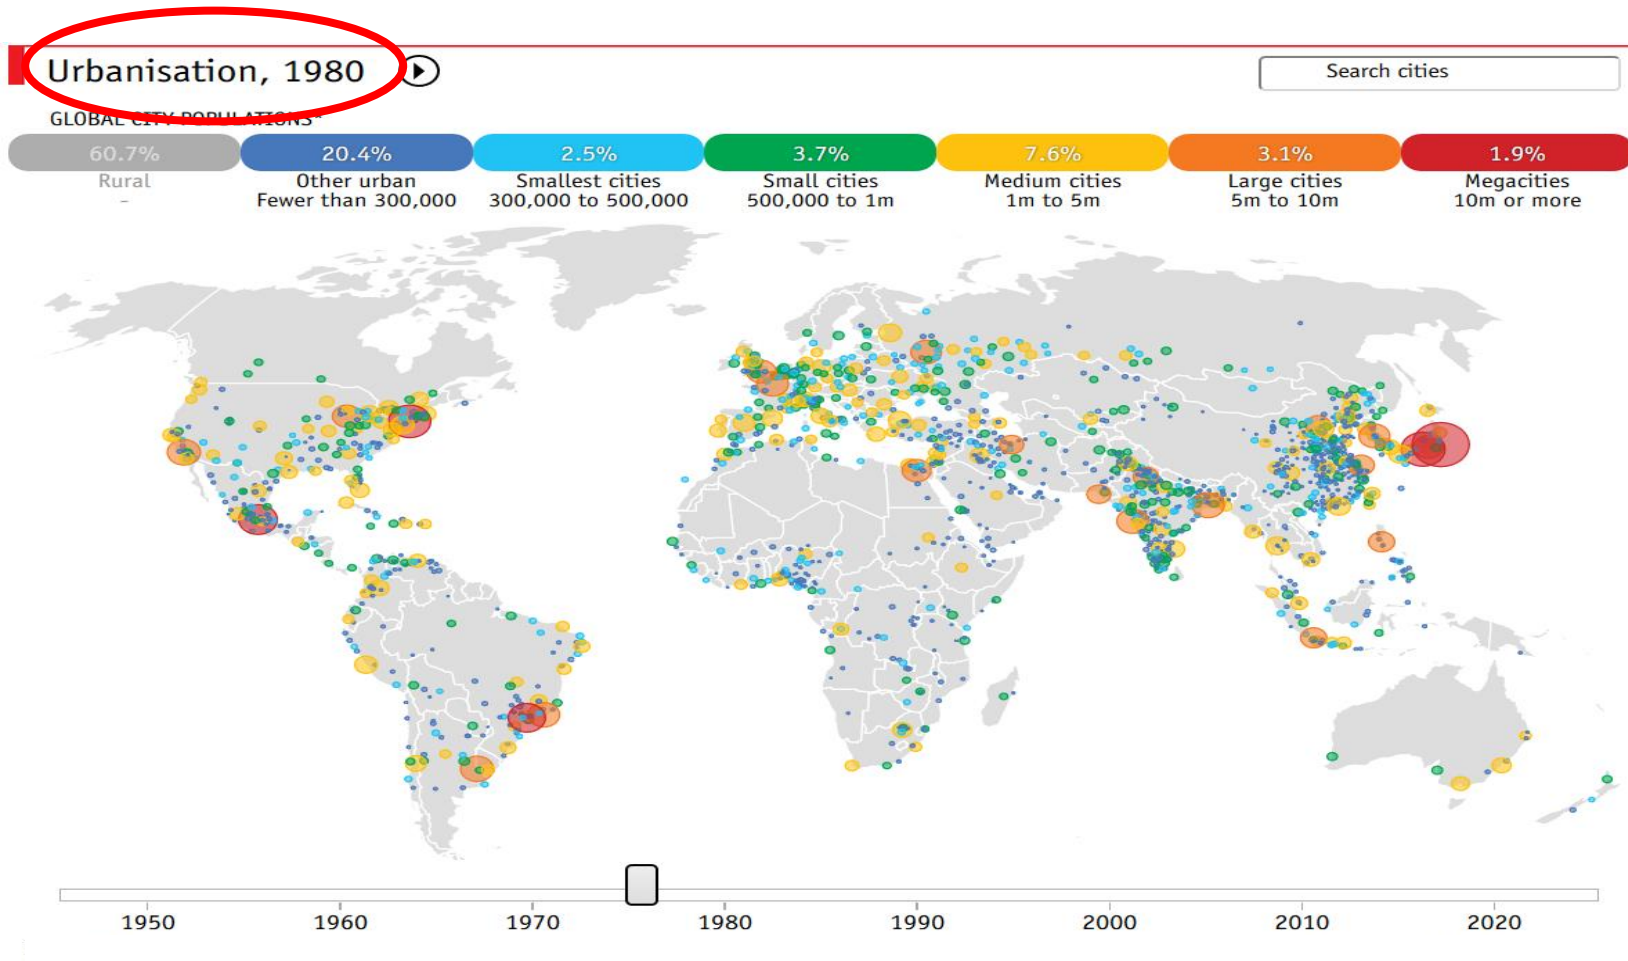 Urbanisation, 1980
Search cities
GLOBAL CITY POPULATIONS*
60.7% 20.4% 2.5% 3.7% 7.6% 3.1% 1.9%
Rural Other urban Smallest cities Small cities Medium cities Large cities Megacities
– Fewer than 300,000 300,000 to 500,000 500,000 to 1m 1m to 5m 5m to 10m 10m or more
1950 1960 1970 1980 1990 2000 2010 2020